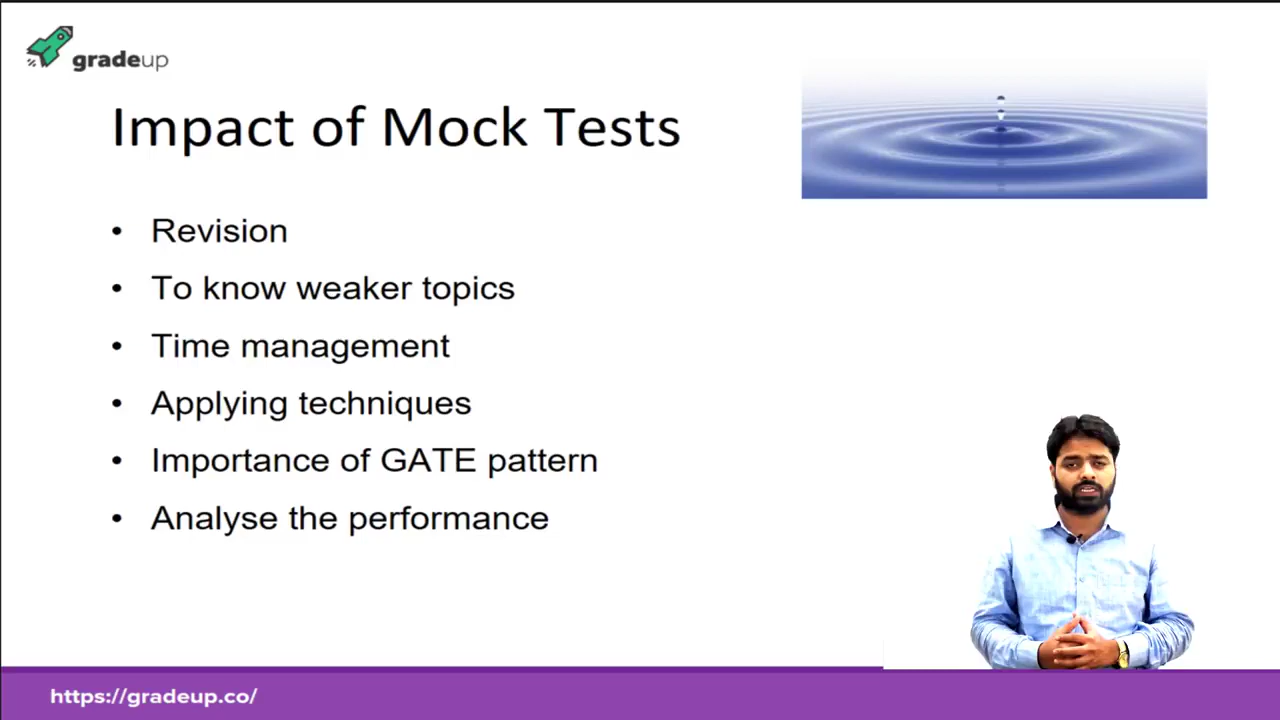 gradeup
Impact of Mock Tests
• Revision
• To know weaker topics
• Time management
• Applying techniques
• Importance of GATE pattern
• Analyse the performance
https://gradeup.co/